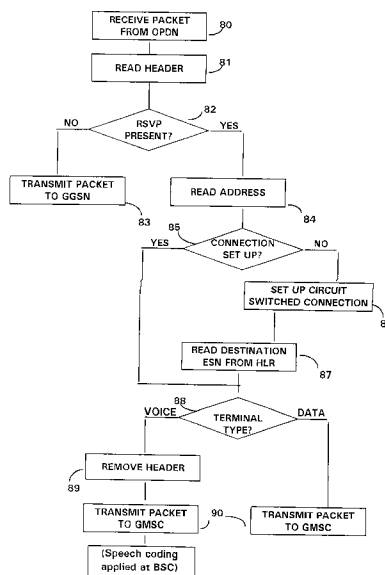 RECEIVE PACKET
FROM OPDN
80
READ HEADER
81
82
RSVP
PRESENT?
NO
YES
TRANSMIT PACKET
TO GGSN
83
READ ADDRESS
84
85
CONNECTION
SET UP?
YES
NO
SET UP CIRCUIT
SWITCHED CONNECTION
READ DESTINATION
ESN FROM HLR
87
88
TERMINAL
TYPE?
VOICE
DATA
REMOVE HEADER
89
TRANSMIT PACKET
TO GMSC
90
TRANSMIT PACKET
TO GMSC
(Speech coding
applied at BSC)